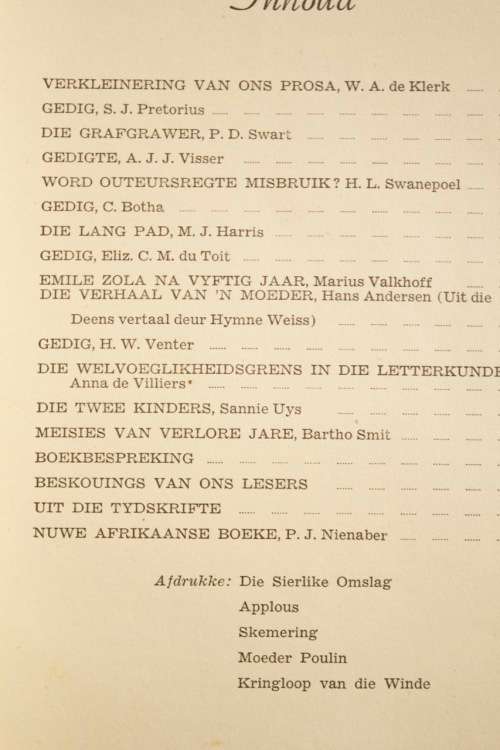 Inhoud
VERKLEINERING VAN ONS PROSA, W. A. de Klerk
GEDIG, S. J. Pretorius
DIE GRAFGRAWER, P. D. Swart
GEDIGTE, A. J. J. Visser
WORD OUTEURSREGTE MISBRUIK? H. L. Swanepoel
GEDIG, C. Botha
DIE LANG PAD, M. J. Harris
GEDIG, Eliz. C. M. du Toit
EMILE ZOLA NA VYFTIG JAAR, Marius Valkhoff
DIE VERHAAL VAN 'N MOEDER, Hans Andersen (Uit die
Deens vertaal deur Hymne Weiss)
GEDIG, H. W. Venter
DIE WELVOEGLIKHEIDSGRENS IN DIE LETTERKUNDE
Anna de Villiers
DIE TWEE KINDERS, Sannie Uys
MEISIES VAN VERLORE JARE, Bartho Smit
BOEKBESPREKING
BESKOUINGS VAN ONS LESERS
UIT DIE TYDSKRIFTE
NUWE AFRIKAANSE BOEKE, P. J. Nienaber
Afdrukke: Die Sierlike Omslag
Applous
Skemering
Moeder Poulin
Kringloop van die Winde